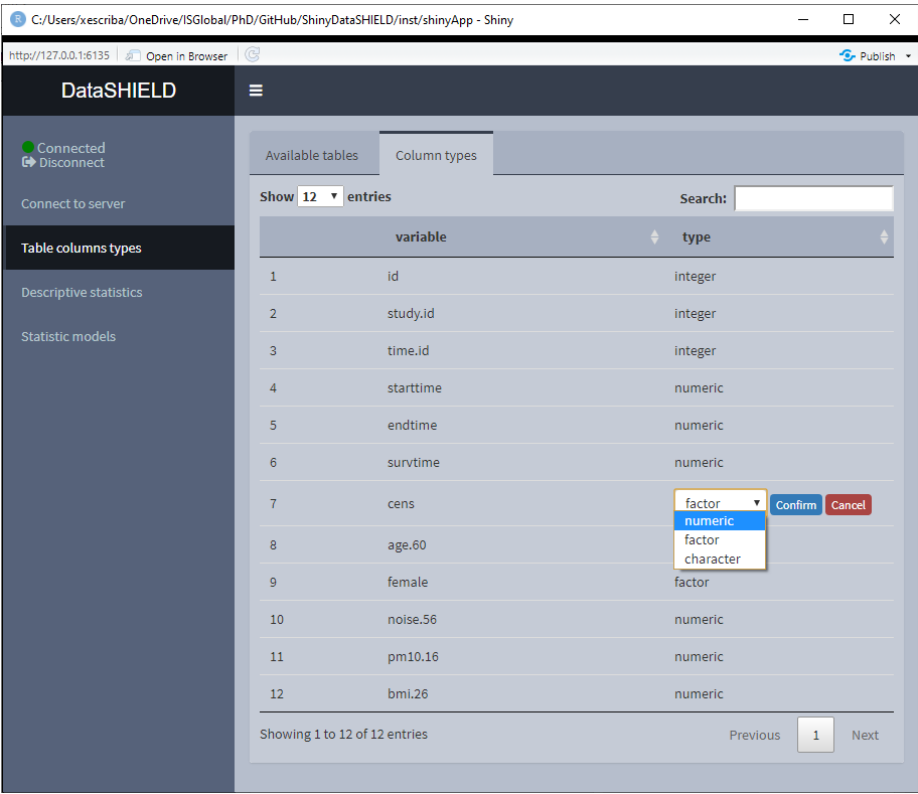 C:/Users/xescriba/OneDrive/ISGlobal/PhD/GitHub/ShinyDataSHIELD/inst/shinyApp - Shiny
http://127.0.0.1:6135 Open in Browser Publish
DataSHIELD
Connected
Disconnect
Connect to server
Table columns types
Descriptive statistics
Statistic models
Available tables Column types
Show 12 entries Search:
variable type
1 id integer
2 study.id integer
3 time.id integer
4 starttime numeric
5 endtime numeric
6 survtime numeric
7 cens factor Confirm Cancel
numeric
factor
character
8 age.60
9 female factor
10 noise.56 numeric
11 pm10.16 numeric
12 bmi.26 numeric
Showing 1 to 12 of 12 entries Previous 1 Next